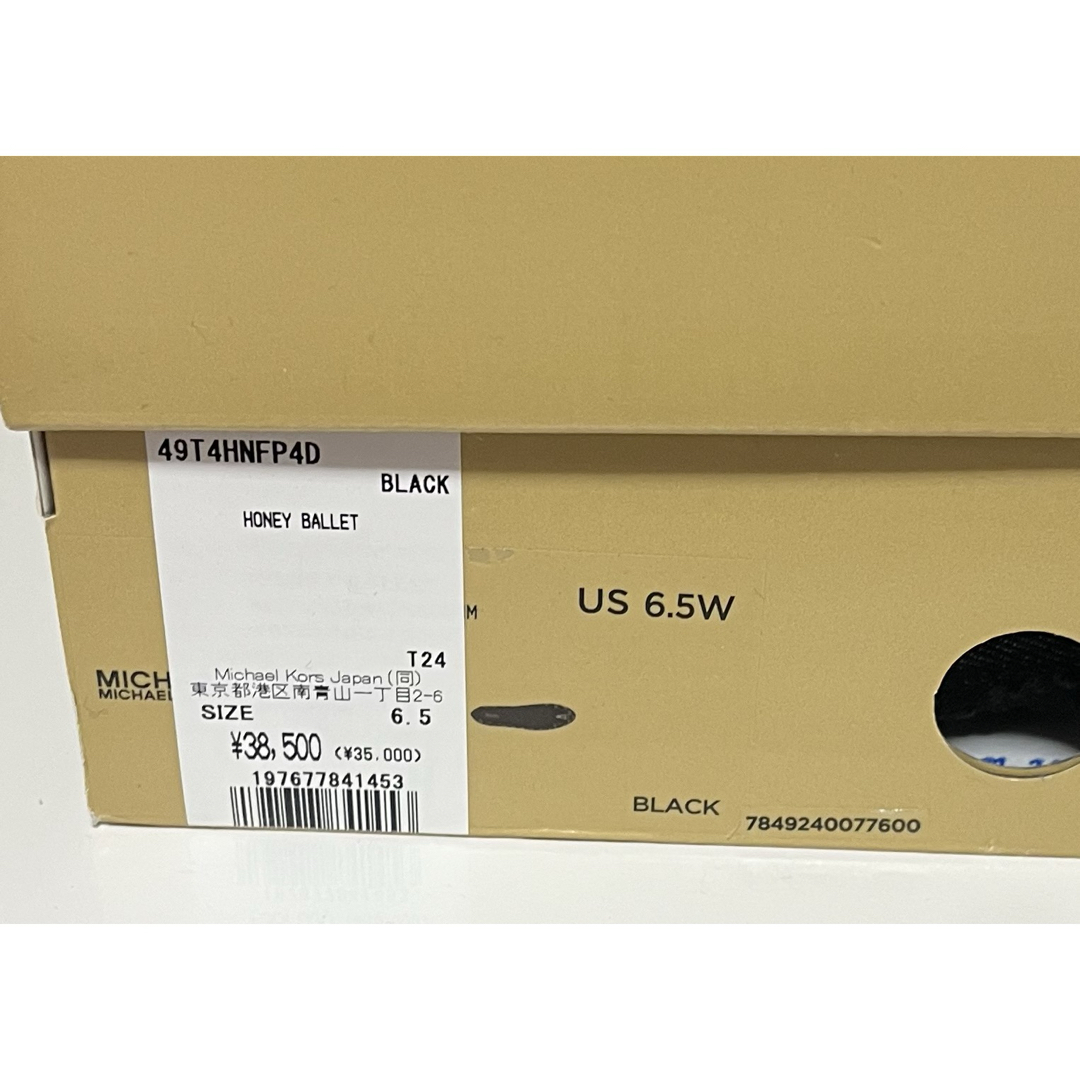 49T4HNFP4D
BLACK
HONEY BALLET
M
US 6.5W
T24
MICH
MICHAEL
Michael Kors Japan(同)
東京都港区南青山一丁目2-6
SIZE 6.5
¥38,500 (¥35,000)
197677841453
BLACK
7849240077600